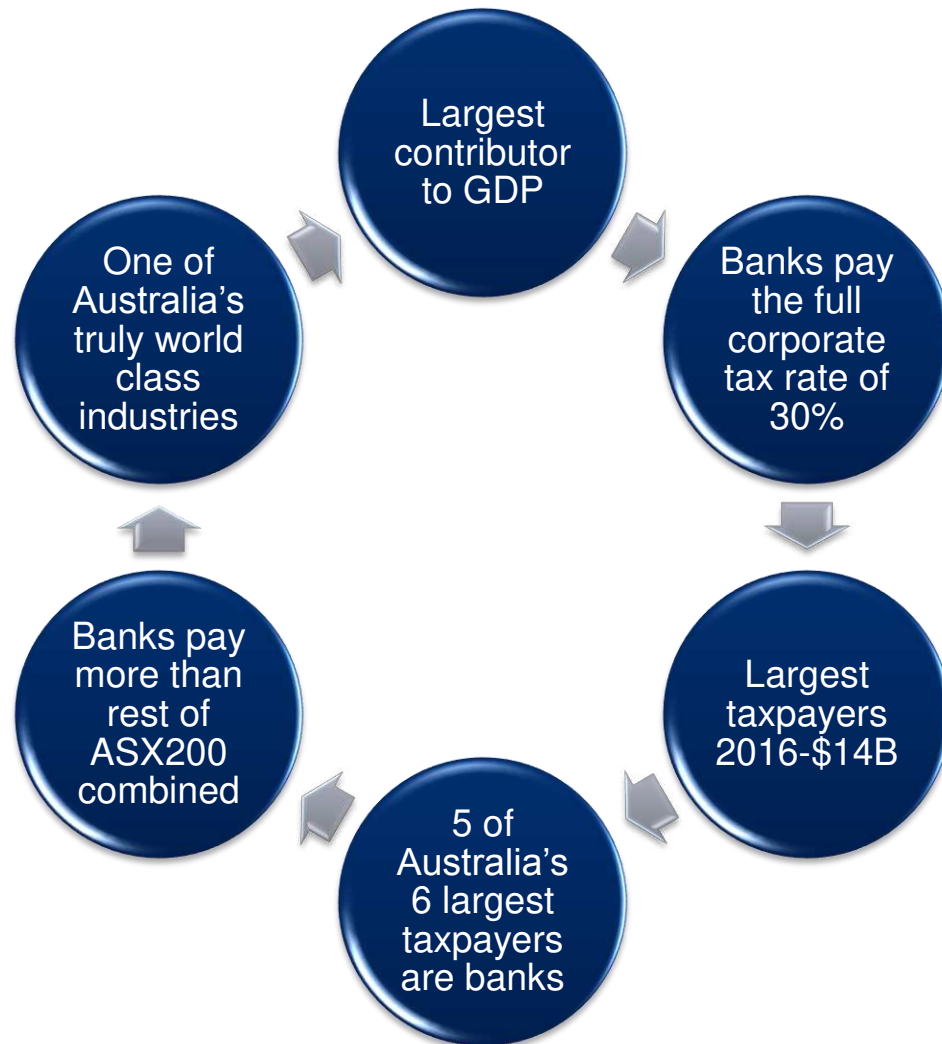 Largest
contributor
to GDP
Banks pay
the full
corporate
tax rate of
30%
Largest
taxpayers
2016-$14B
5 of
Australia’s
6 largest
taxpayers
are banks
Banks pay
more than
rest of
ASX200
combined
One of
Australia’s
truly world
class
industries